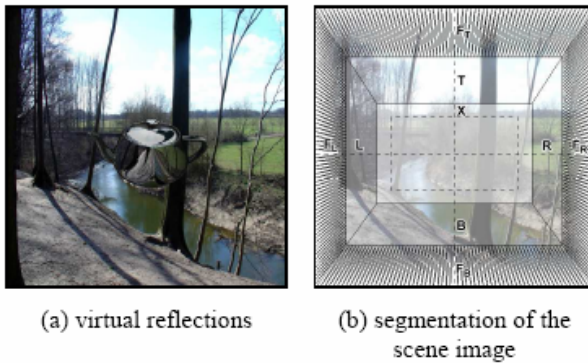 F_T
T
X
F_L
L
R
F_R
B
F_B
(a) virtual reflections
(b) segmentation of the
scene image